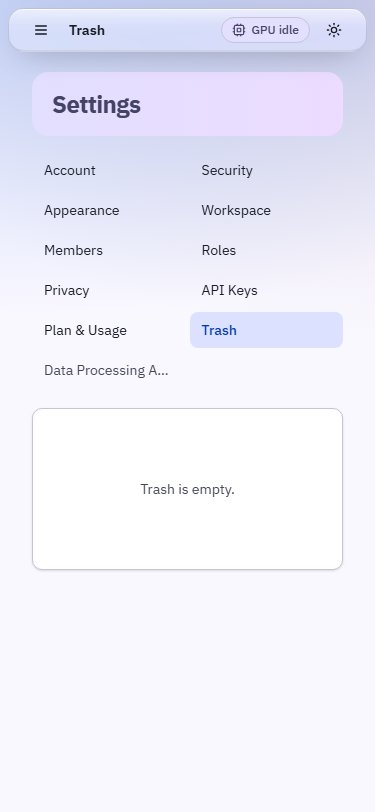 Trash
GPU idle
Settings
Account
Security
Appearance
Workspace
Members
Roles
Privacy
API Keys
Plan & Usage
Trash
Data Processing A...
Trash is empty.